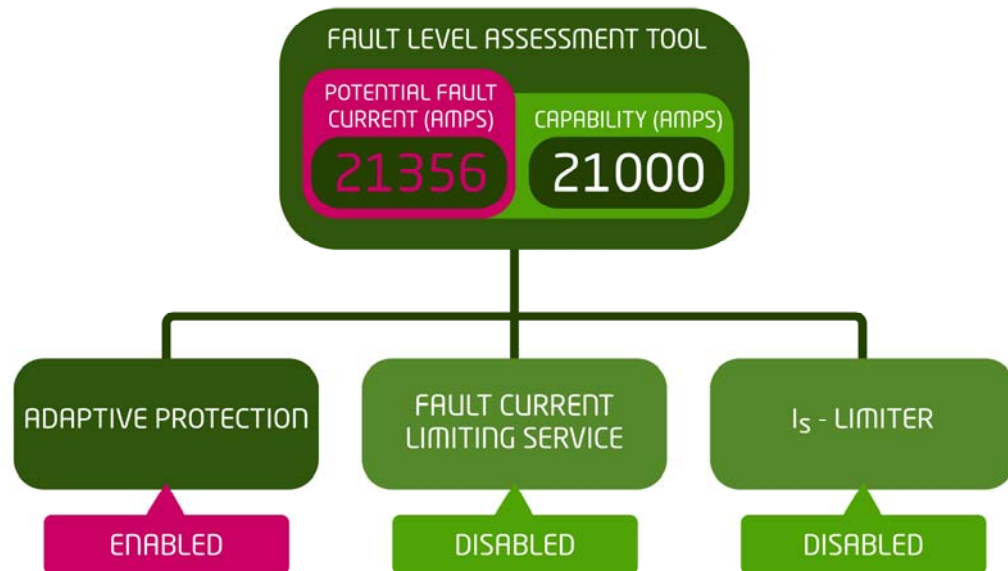 FAULT LEVEL ASSESSMENT TOOL
POTENTIAL FAULT
CURRENT (AMPS)
CAPABILITY (AMPS)
21356
21000
ADAPTIVE PROTECTION
FAULT CURRENT
LIMITING SERVICE
Is - LIMITER
ENABLED
DISABLED
DISABLED